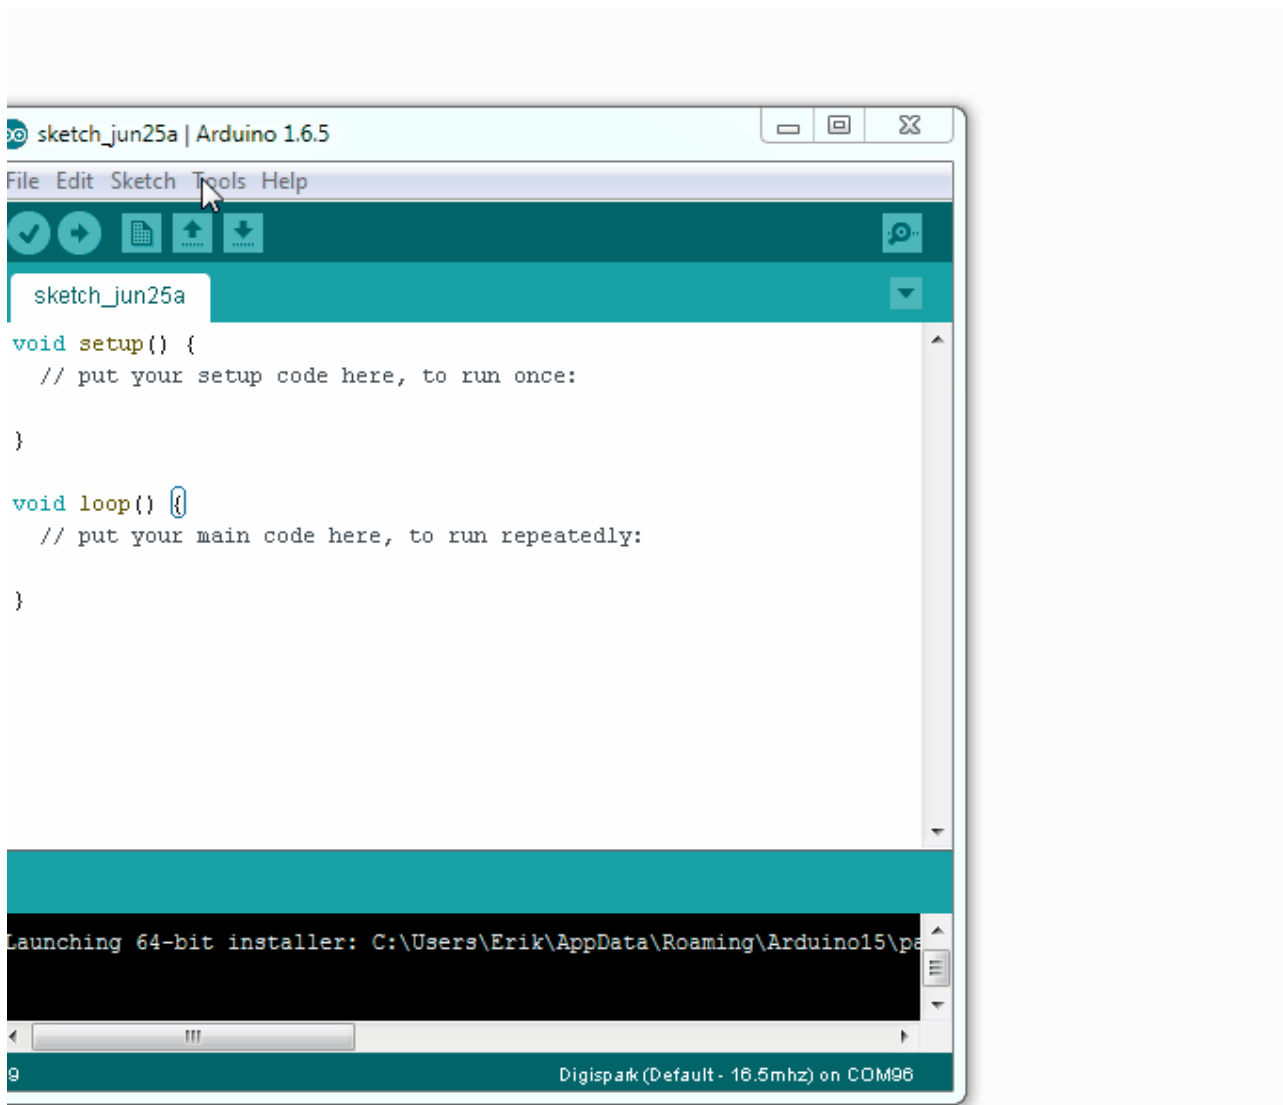 sketch_jun25a | Arduino 1.6.5
File Edit Sketch Tools Help
sketch_jun25a
void setup() {
// put your setup code here, to run once:
}
void loop() {
// put your main code here, to run repeatedly:
}
Launching 64-bit installer: C:\Users\Erik\AppData\Roaming\Arduino15\pa
9
Digispark (Default - 16.5mhz) on COM96